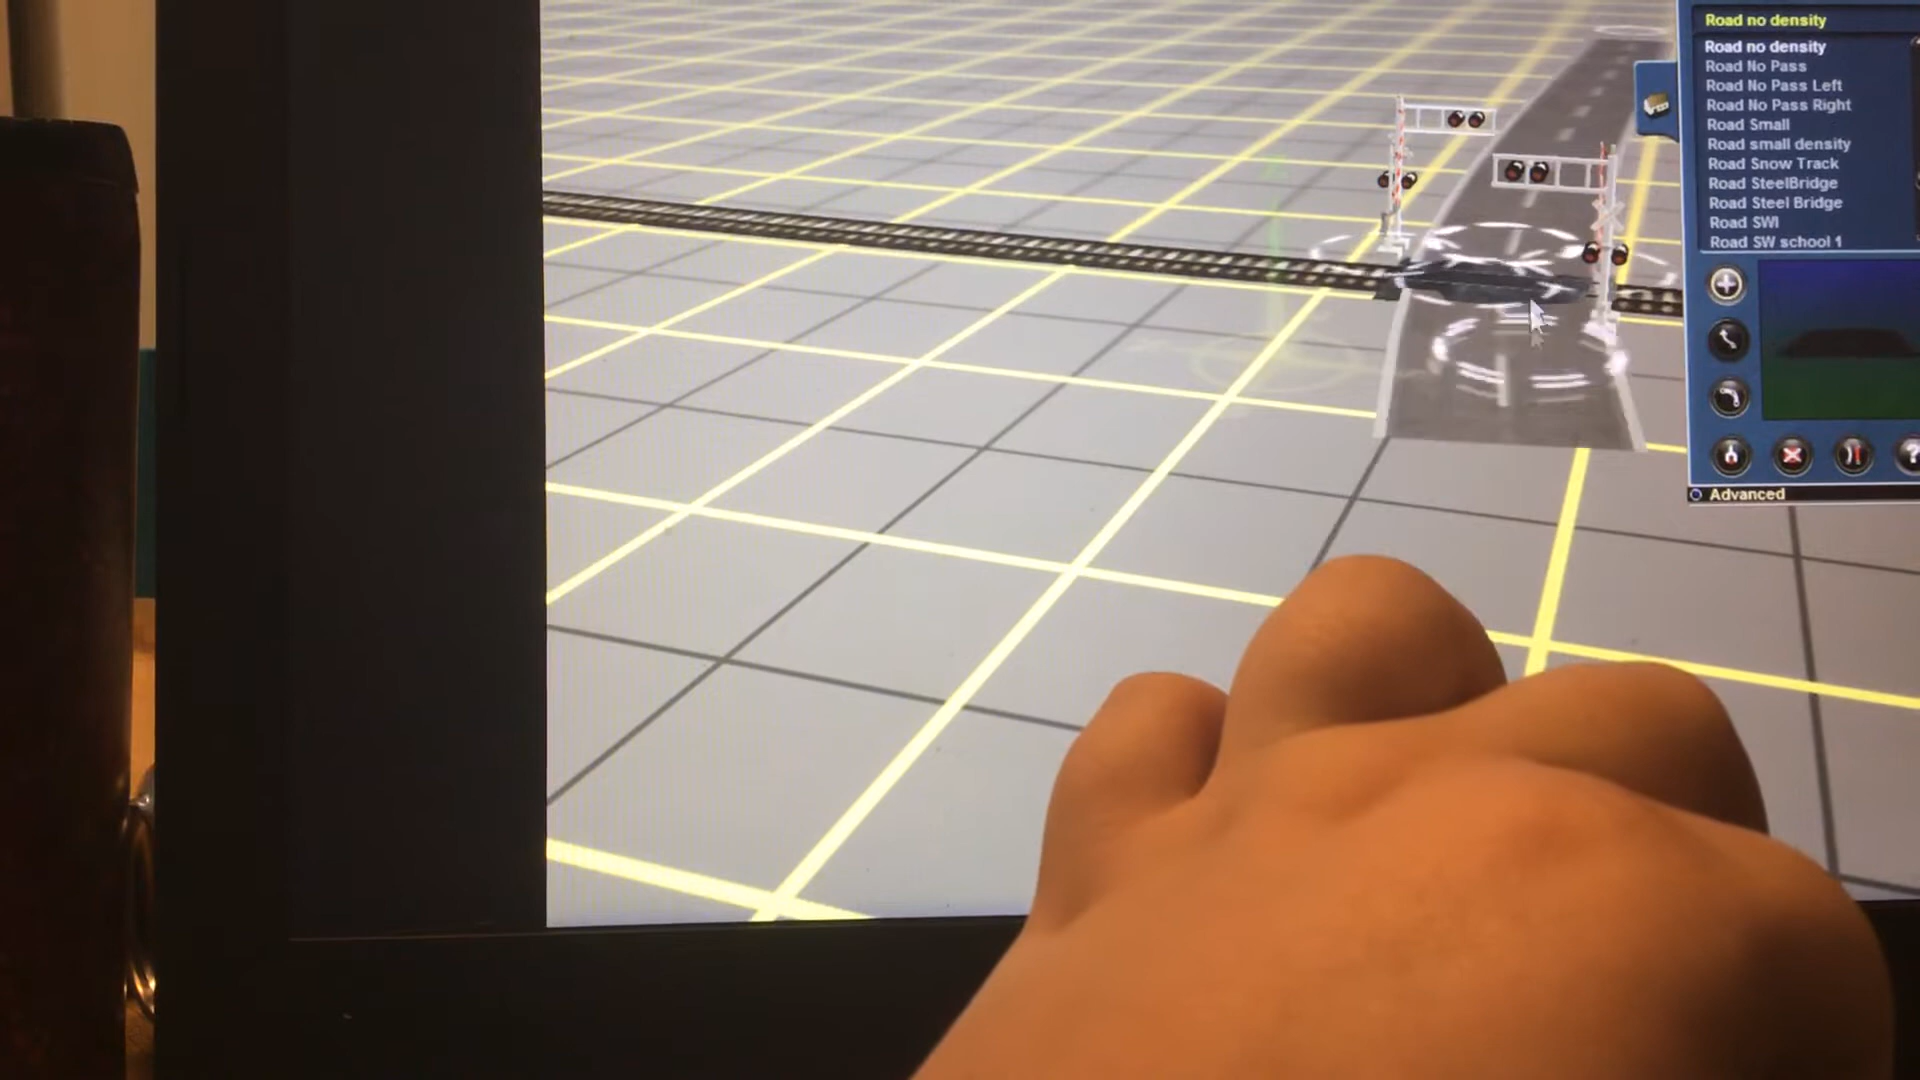 Road no density
Road no density
Road No Pass
Road No Pass Left
Road No Pass Right
Road Small
Road small density
Road Snow Track
Road SteelBridge
Road Steel Bridge
Road SWI
Road SW school 1
?
Advanced